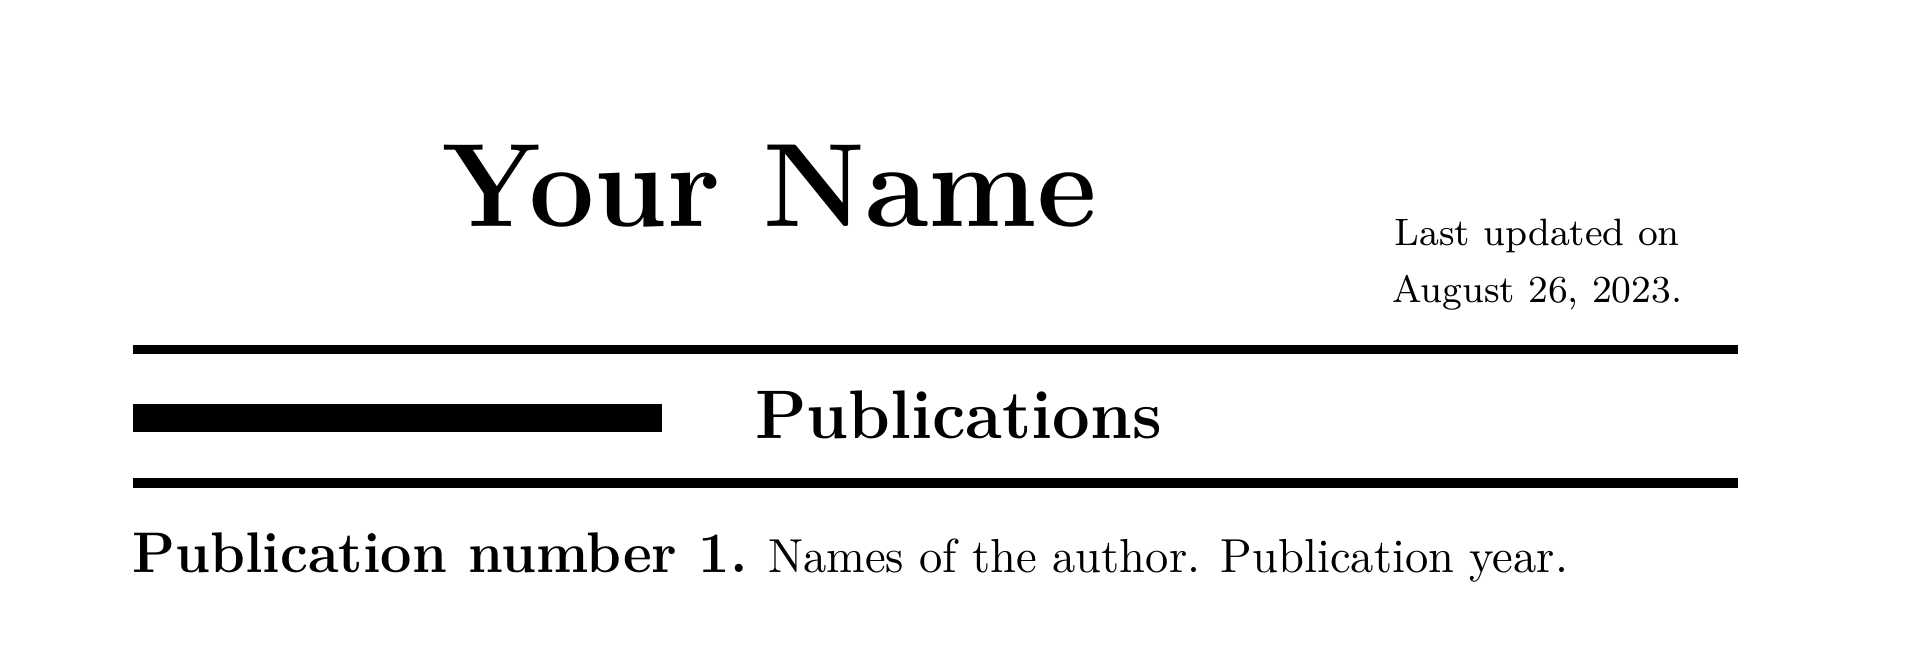 Your Name
Last updated on
August 26, 2023.
Publications
Publication number 1. Names of the author. Publication year.